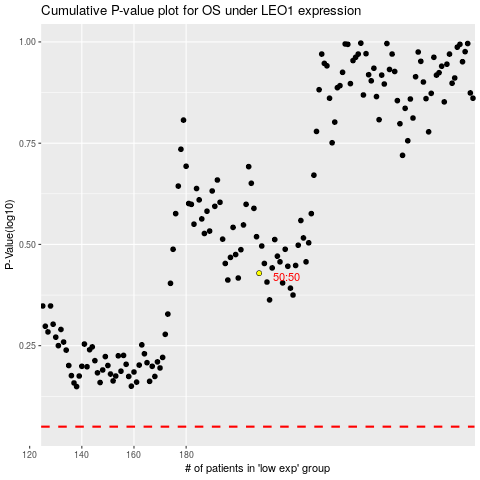 Cumulative P-value plot for OS under LEO1 expression
P-Value(log10)
1.00
0.75
0.50
0.25
50:50
120 140 160 180
# of patients in 'low exp' group